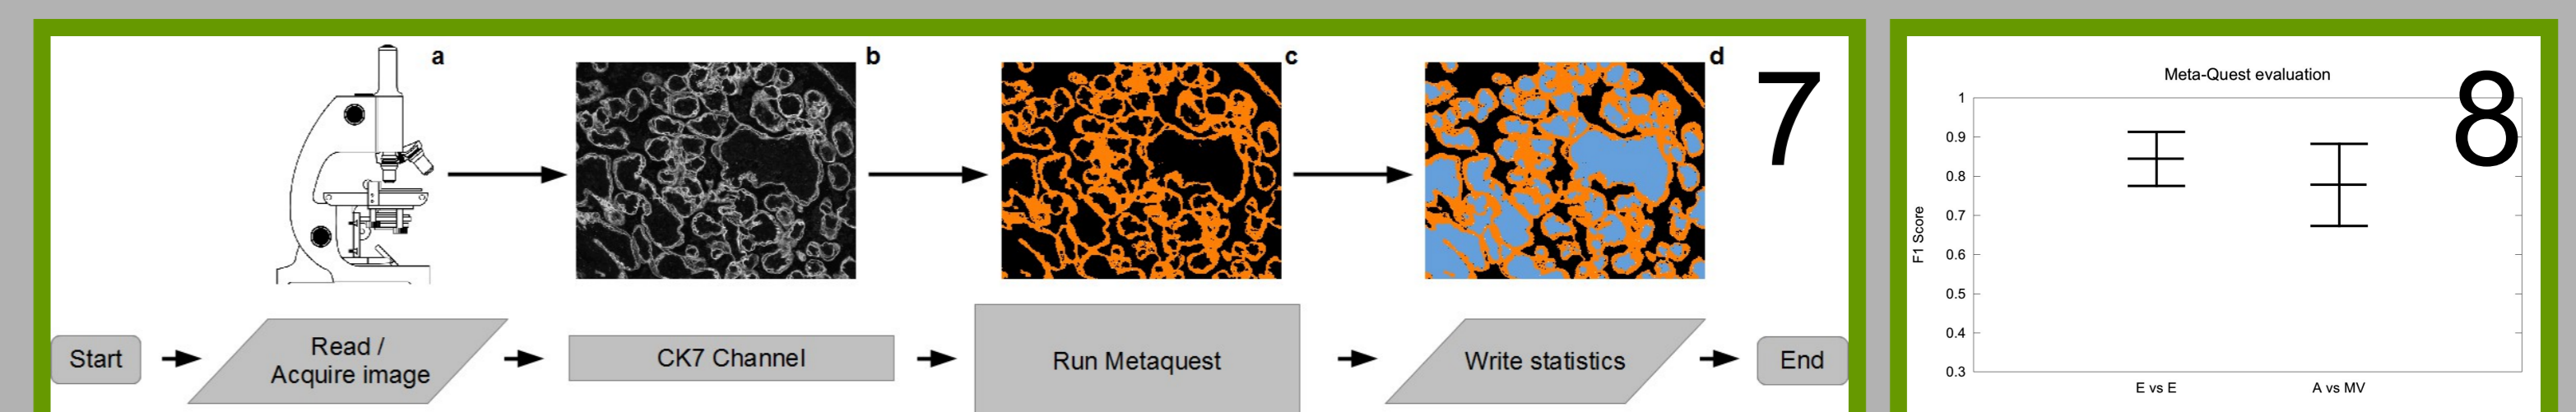 a
b
c
d
7
Start
Read /
Acquire image
CK7 Channel
Run Metaquest
Write statistics
End
8
Meta-Quest evaluation
F1 Score
1
0.9
0.8
0.7
0.6
0.5
0.4
0.3
E vs E
A vs MV